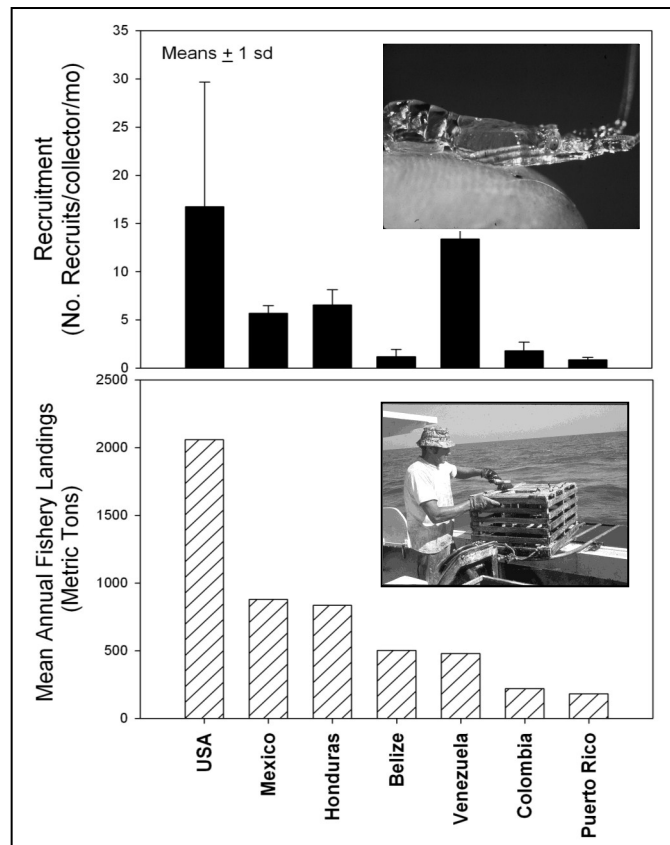 Means ± 1 sd
Recruitment
(No. Recruits/collector/mo)
35
30
25
20
15
10
5
0
Mean Annual Fishery Landings
(Metric Tons)
2500
2000
1500
1000
500
0
USA
Mexico
Honduras
Belize
Venezuela
Colombia
Puerto Rico